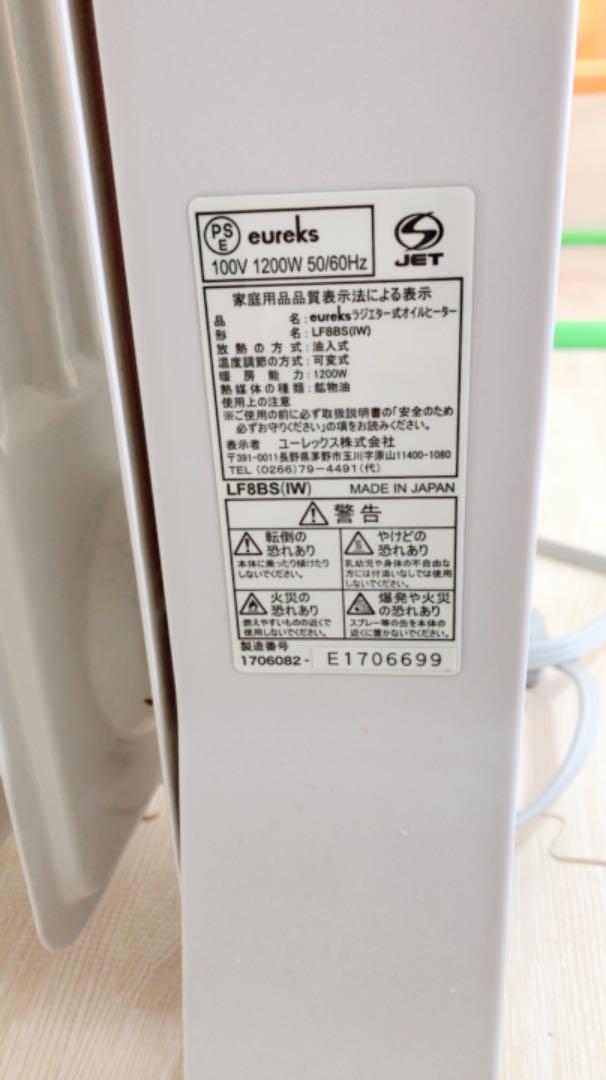 PSE eureks
100V 1200W 50/60Hz
JET
家庭用品品質表示法による表示
品名:eureksラジエター式オイルヒーター
形名:LF8BS(IW)
放熱の方式:油入式
温度調節の方式:可変式
暖房能力:1200W
熱媒体の種類:鉱物油
使用上の注意
※ご使用の前に必ず取扱説明書の「安全のため
必ずお守りください」の項をお読みください。
表示者 ユーレックス株式会社
〒391-0011長野県茅野市玉川字原山11400-1080
TEL (0266)79-4491(代)
LF8BS(IW) MADE IN JAPAN
警告
転倒の
恐れあり
本体に乗ったり傾けたり
しないでください。
やけどの
恐れあり
乳幼児や身体の不自由な
方には付添いなしでは使用
しないでください。
火災の
恐れあり
燃えやすいものの近くで
使用しないでください。
爆発や火災
の恐れあり
スプレー等の缶を本体の
近くに置かないでください。
製造番号
1706082- E1706699